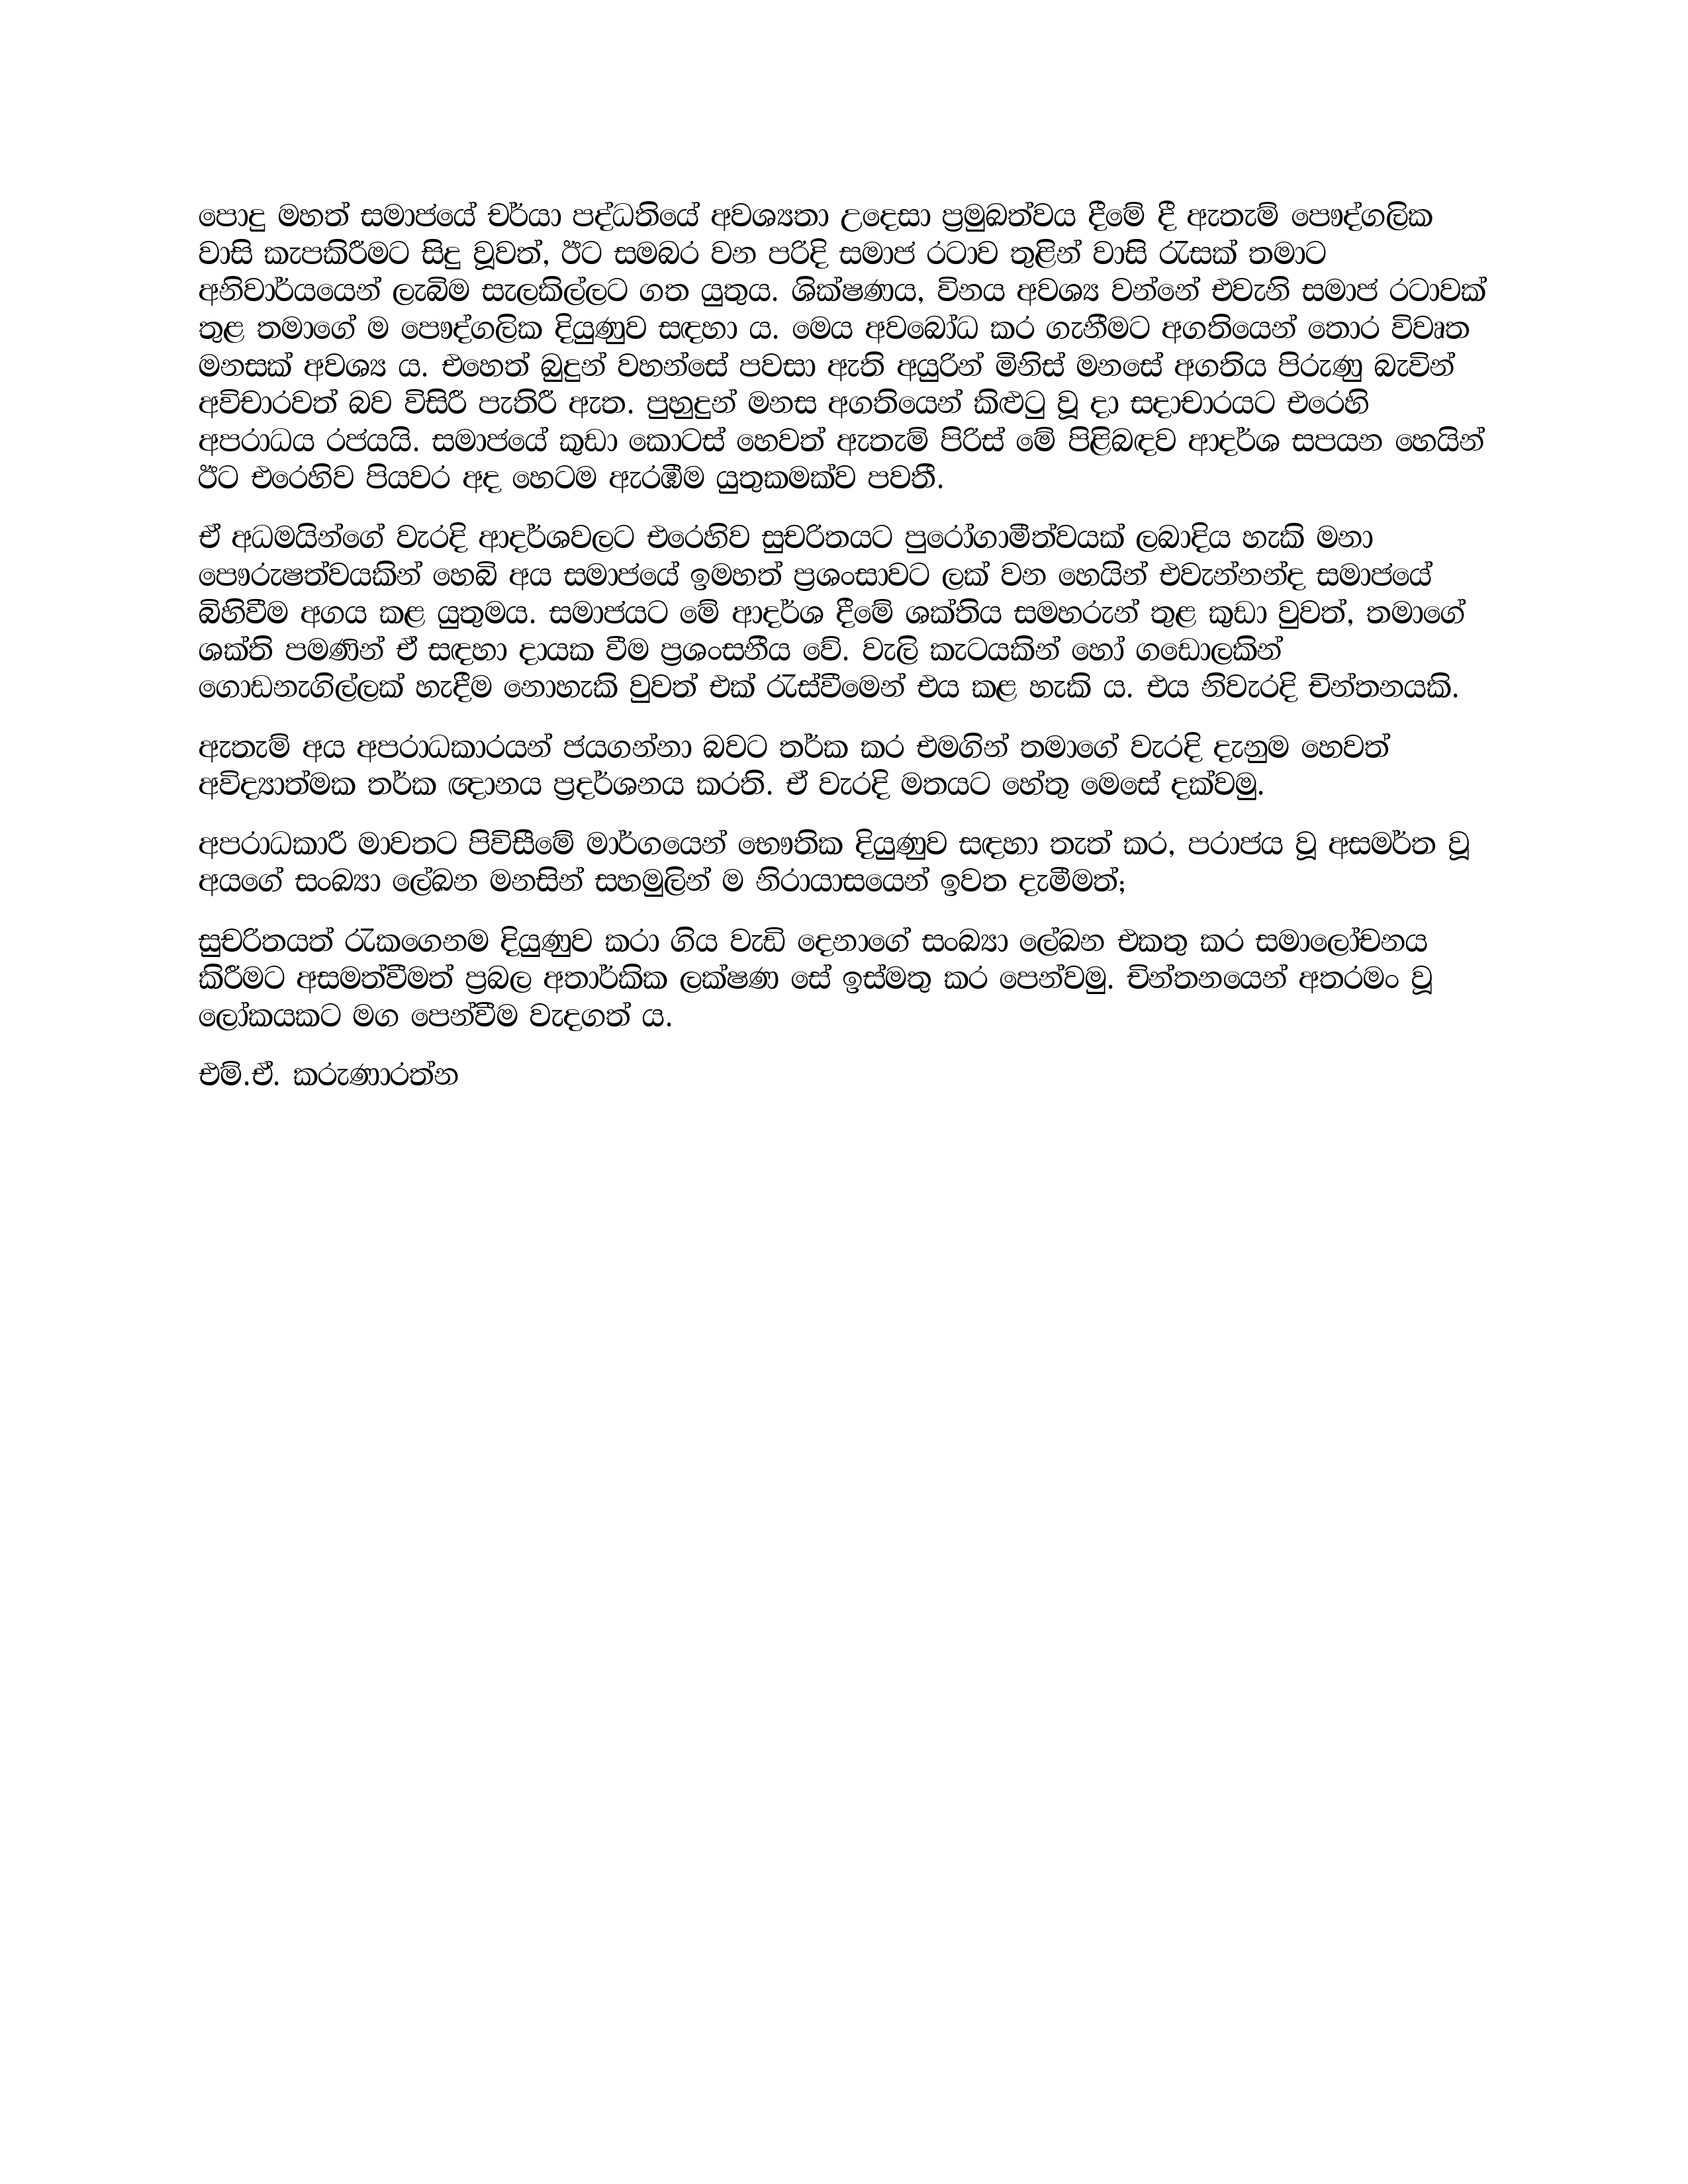 පොදු මහත් සමාජයේ චර්යා පද්ධතියේ අවශ්‍යතා උදෙසා ප්‍රමුඛත්වය දීමේ දී ඇතැම් පෞද්ගලික
වාසි කැපකිරීමට සිදු වූවත්, ඊට සමබර වන පරිදි සමාජ රටාව තුළින් වාසි රැසක් තමාට
අනිවාර්යයෙන් ලැබිම සැලකිල්ලට ගත යුතුය. ශික්ෂණය, විනය අවශ්‍ය වන්නේ එවැනි සමාජ රටාවක්
තුළ තමාගේ ම පෞද්ගලික දියුණුව සඳහා ය. මෙය අවබෝධ කර ගැනීමට අගතියෙන් තොර විවෘත
මනසක් අවශ්‍ය ය. එහෙත් බුදුන් වහන්සේ පවසා ඇති අයුරින් මිනිස් මනසේ අගතිය පිරුණු බැවින්
අවිචාරවත් බව විසිරී පැතිරී ඇත. පුහුදුන් මනස අගතියෙන් කිළුටු වූ දා සදාචාරයට එරෙහි
අපරාධය රජයයි. සමාජයේ කුඩා කොටස් හෙවත් ඇතැම් පිරිස් මේ පිළිබඳව ආදර්ශ සපයන හෙයින්
ඊට එරෙහිව පියවර අද හෙටම ඇරඹීම යුතුකමක්ව පවතී.
ඒ අධමයින්ගේ වැරදි ආදර්ශවලට එරෙහිව සුචරිතයට පුරෝගාමීත්වයක් ලබාදිය හැකි මනා
පෞරුෂත්වයකින් හෙබි අය සමාජයේ ඉමහත් ප්‍රශංසාවට ලක් වන හෙයින් එවැන්නන්ද සමාජයේ
බිහිවීම අගය කළ යුතුමය. සමාජයට මේ ආදර්ශ දීමේ ශක්තිය සමහරුන් තුළ කුඩා වුවත්, තමාගේ
ශක්ති පමණින් ඒ සඳහා දායක වීම ප්‍රශංසනීය වේ. වැලි කැටයකින් හෝ ගඩොලකින්
ගොඩනැගිල්ලක් හැදීම නොහැකි වුවත් එක් රැස්වීමෙන් එය කළ හැකි ය. එය නිවැරදි චින්තනයකි.
ඇතැම් අය අපරාධකාරයන් ජයගන්නා බවට තර්ක කර එමගින් තමාගේ වැරදි දැනුම හෙවත්
අවිද්‍යාත්මක තර්ක ඥානය ප්‍රදර්ශනය කරති. ඒ වැරදි මතයට හේතු මෙසේ දක්වමු.
අපරාධකාරී මාවතට පිවිසීමේ මාර්ගයෙන් භෞතික දියුණුව සඳහා තැත් කර, පරාජය වූ අසමර්ත වූ
අයගේ සංඛ්‍යා ලේඛන මනසින් සහමුලින් ම නිරායාසයෙන් ඉවත දැමීමත්;
සුචරිතයත් රැකගෙනම දියුණුව කරා ගිය වැඩි දෙනාගේ සංඛ්‍යා ලේඛන එකතු කර සමාලෝචනය
කිරීමට අසමත්වීමත් ප්‍රබල අතාර්කික ලක්ෂණ සේ ඉස්මතු කර පෙන්වමු. චින්තනයෙන් අතරමං වූ
ලෝකයකට මග පෙන්වීම වැදගත් ය.
එම්.ඒ. කරුණාරත්න